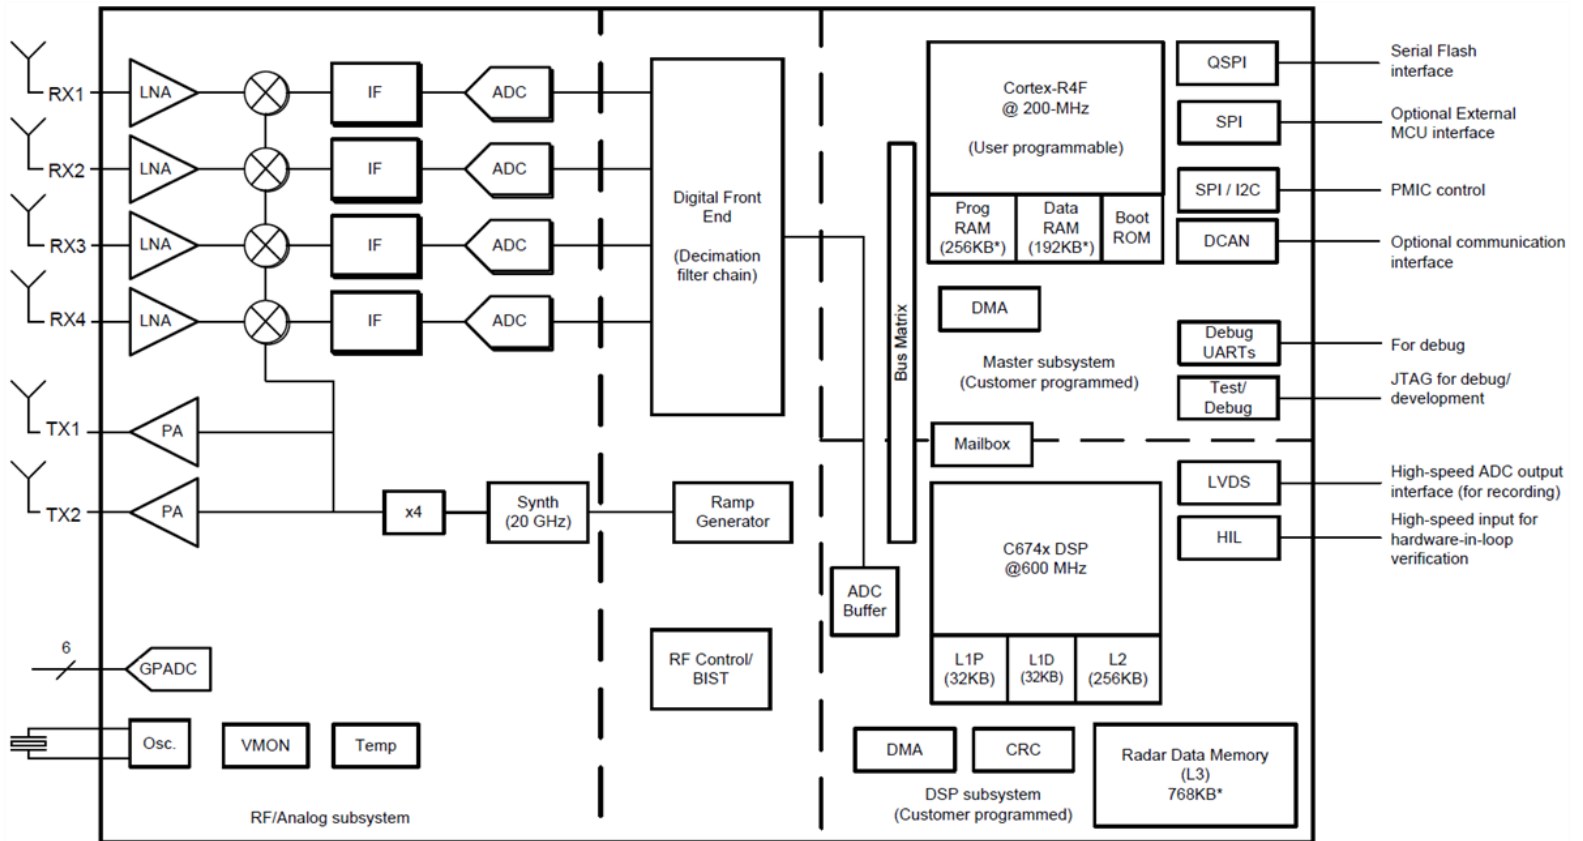 RX1
LNA
IF
ADC
RX2
LNA
IF
ADC
RX3
LNA
IF
ADC
RX4
LNA
IF
ADC
TX1
PA
TX2
PA
x4
Synth
(20 GHz)
6
GPADC
Osc.
VMON
Temp
RF/Analog subsystem
Digital Front
End
(Decimation
filter chain)
Ramp
Generator
RF Control/
BIST
ADC
Buffer
Bus Matrix
Cortex-R4F
@ 200-MHz
(User programmable)
Prog
RAM
(256KB*)
Data
RAM
(192KB*)
Boot
ROM
DMA
Master subsystem
(Customer programmed)
QSPI
Serial Flash
interface
SPI
Optional External
MCU interface
SPI / I2C
PMIC control
DCAN
Optional communication
interface
Debug
UARTs
For debug
Test/
Debug
JTAG for debug/
development
Mailbox
C674x DSP
@600 MHz
L1P
(32KB)
L1D
(32KB)
L2
(256KB)
LVDS
High-speed ADC output
interface (for recording)
HIL
High-speed input for
hardware-in-loop
verification
DMA
CRC
Radar Data Memory
(L3)
768KB*
DSP subsystem
(Customer programmed)